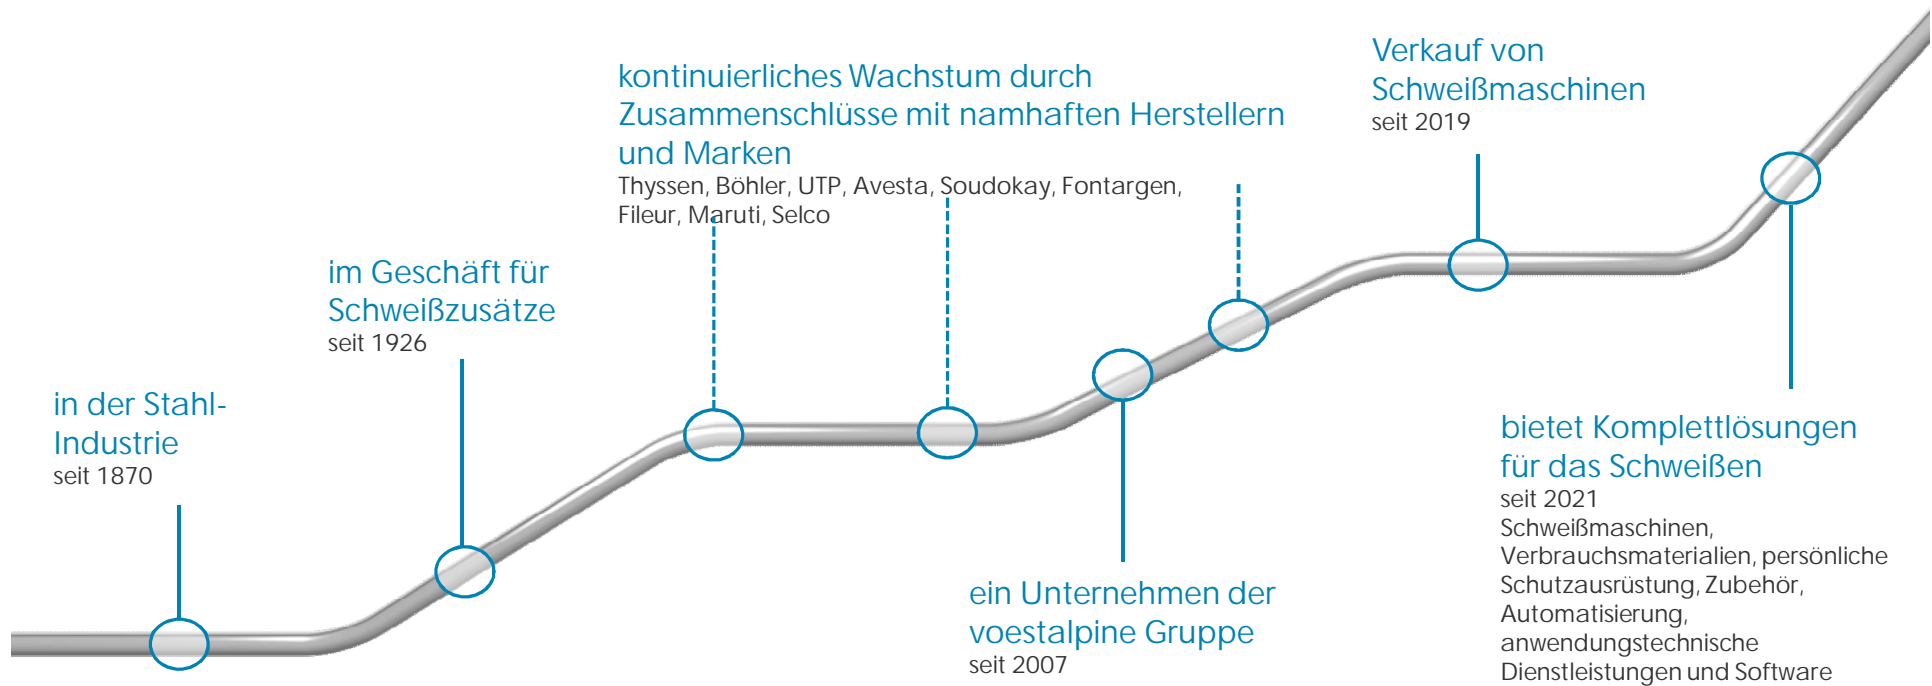 in der Stahl-
Industrie
seit 1870
im Geschäft für
Schweißzusätze
seit 1926
kontinuierliches Wachstum durch
Zusammenschlüsse mit namhaften Herstellern
und Marken
Thyssen, Böhler, UTP, Avesta, Soudokay, Fontargen,
Fileur, Maruti, Selco
ein Unternehmen der
voestalpine Gruppe
seit 2007
Verkauf von
Schweißmaschinen
seit 2019
bietet Komplettlösungen
für das Schweißen
seit 2021
Schweißmaschinen,
Verbrauchsmaterialien, persönliche
Schutzausrüstung, Zubehör,
Automatisierung,
anwendungstechnische
Dienstleistungen und Software